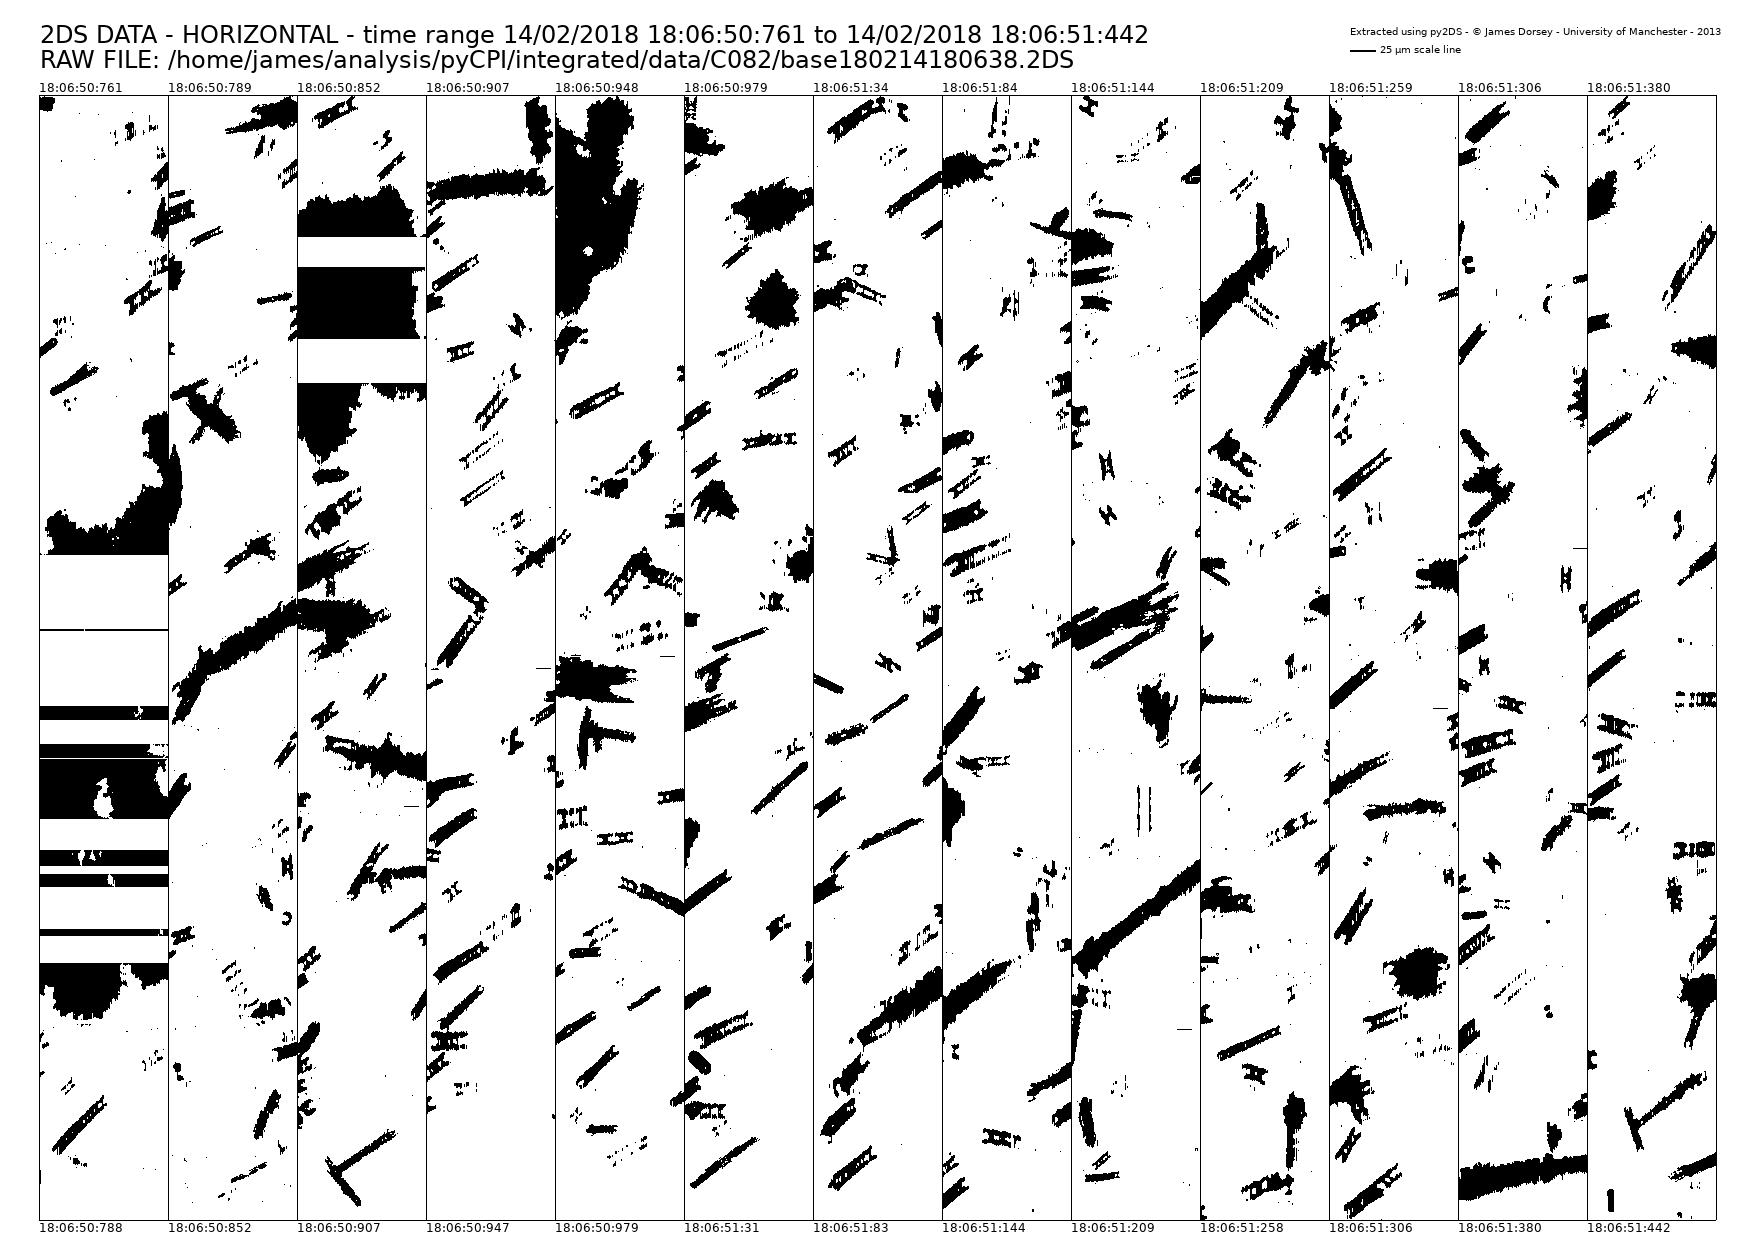 2DS DATA - HORIZONTAL - time range 14/02/2018 18:06:50:761 to 14/02/2018 18:06:51:442
RAW FILE: /home/james/analysis/pyCPI/integrated/data/C082/base180214180638.2DS
Extracted using py2DS - © James Dorsey - University of Manchester - 2013
25 μm scale line
18:06:50:761 18:06:50:789 18:06:50:852 18:06:50:907 18:06:50:948 18:06:50:979 18:06:51:34 18:06:51:84 18:06:51:144 18:06:51:209 18:06:51:259 18:06:51:306 18:06:51:380
18:06:50:788 18:06:50:852 18:06:50:907 18:06:50:947 18:06:50:979 18:06:51:31 18:06:51:83 18:06:51:144 18:06:51:209 18:06:51:258 18:06:51:306 18:06:51:380 18:06:51:442